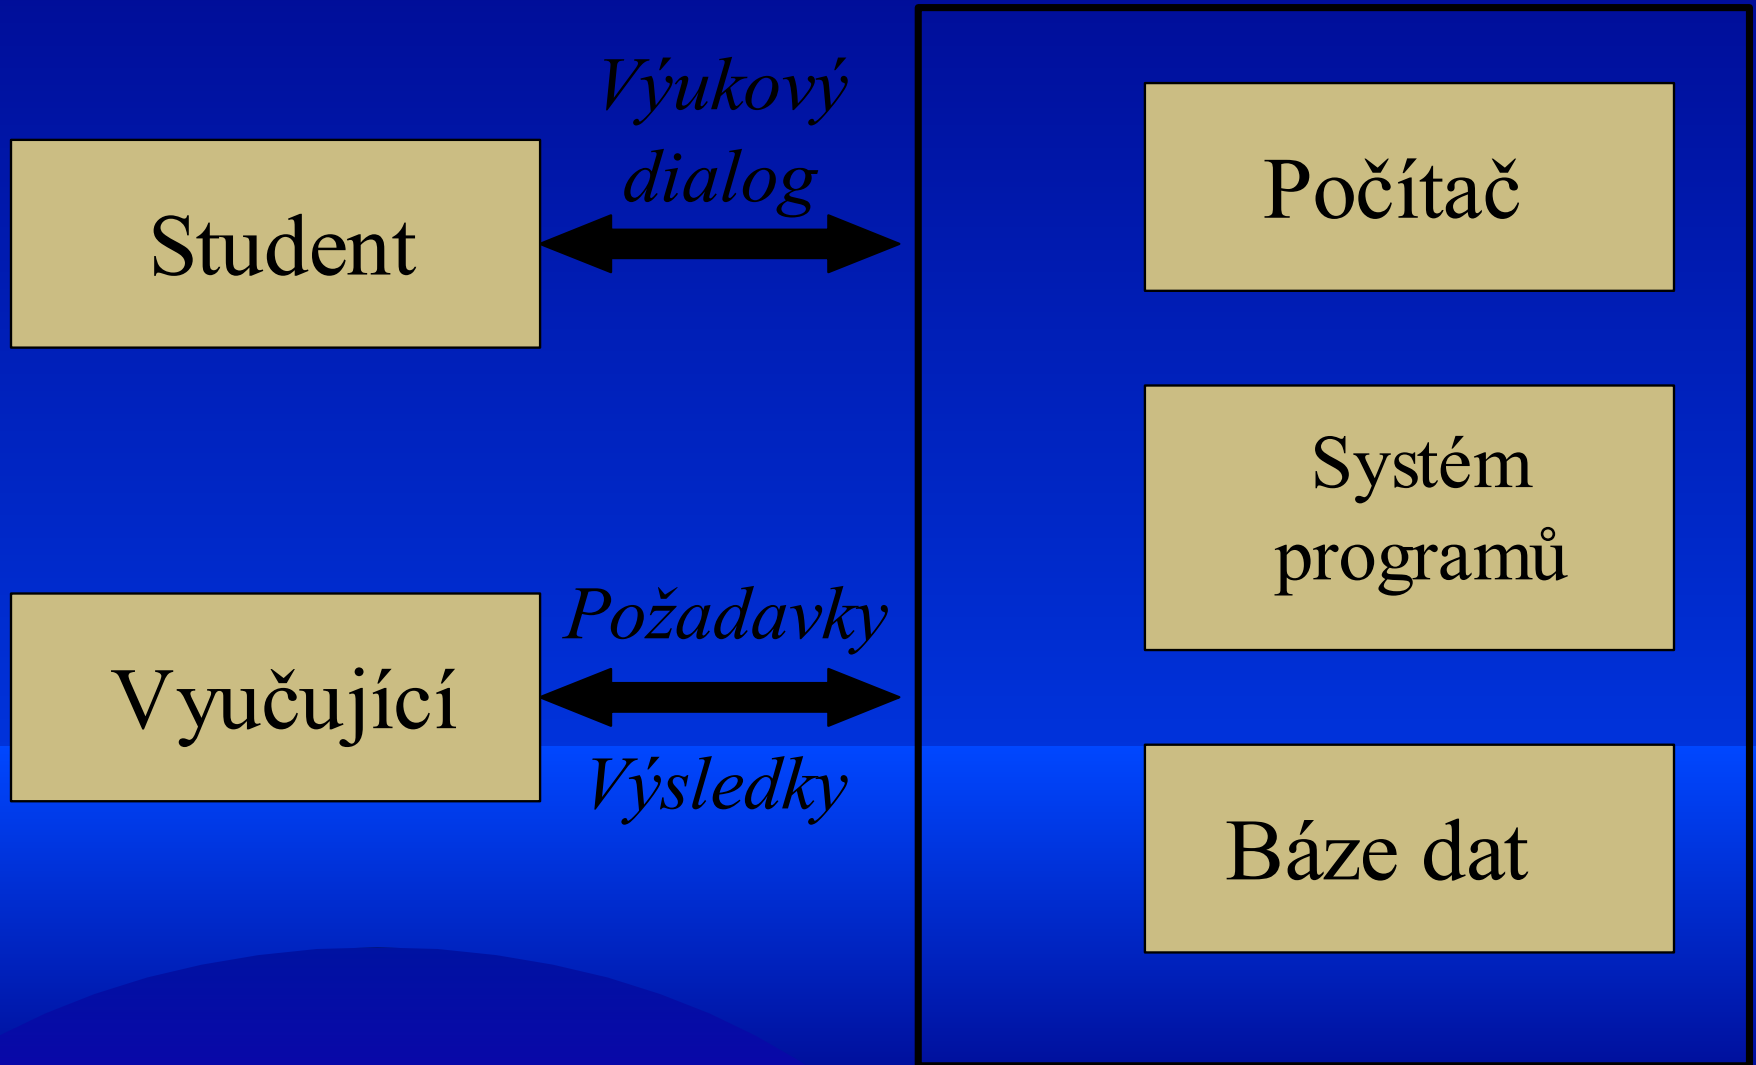 Výukový
dialog
Student
Požadavky
Vyučující
Výsledky
Počítač
Systém
programů
Báze dat